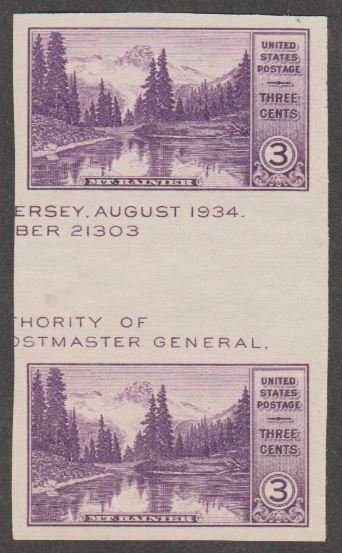 UNITED
STATES
POSTAGE
THREE
CENTS
3
MT. RAINIER
ERSEY, AUGUST 1934.
BER 21303
THORITY OF
OSTMASTER GENERAL,
UNITED
STATES
POSTAGE
THREE
CENTS
3
MT. RAINIER